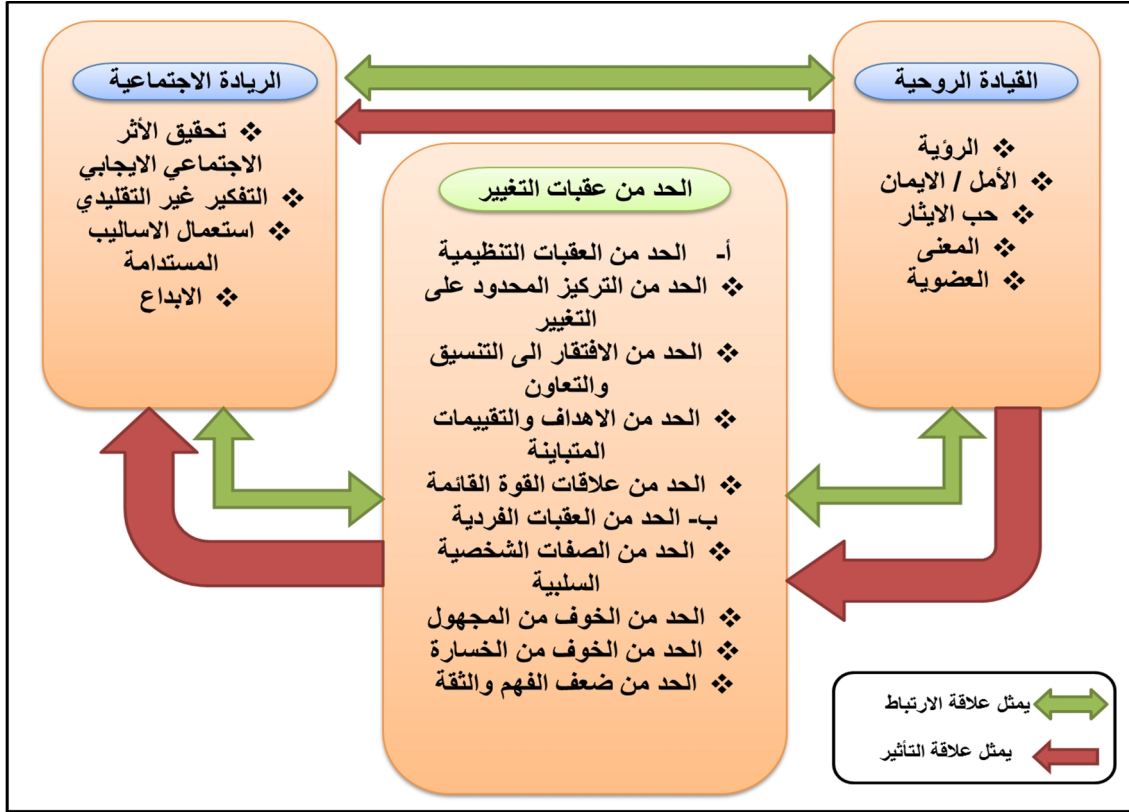 القيادة الروحية
❖ الرؤية
❖ الأمل / الايمان
❖ حب الايثار
❖ المعنى
❖ العضوية
الحد من عقبات التغيير
أ- الحد من العقبات التنظيمية
❖ الحد من التركيز المحدود على
التغيير
❖ الحد من الافتقار الى التنسيق
والتعاون
❖ الحد من الاهداف والتقييمات
المتباينة
❖ الحد من علاقات القوة القائمة
ب- الحد من العقبات الفردية
❖ الحد من الصفات الشخصية
السلبية
❖ الحد من الخوف من المجهول
❖ الحد من الخوف من الخسارة
❖ الحد من ضعف الفهم والثقة
الريادة الاجتماعية
❖ تحقيق الأثر
الاجتماعي الايجابي
❖ التفكير غير التقليدي
❖ استعمال الاساليب
المستدامة
❖ الابداع
يمثل علاقة الارتباط
يمثل علاقة التأثير